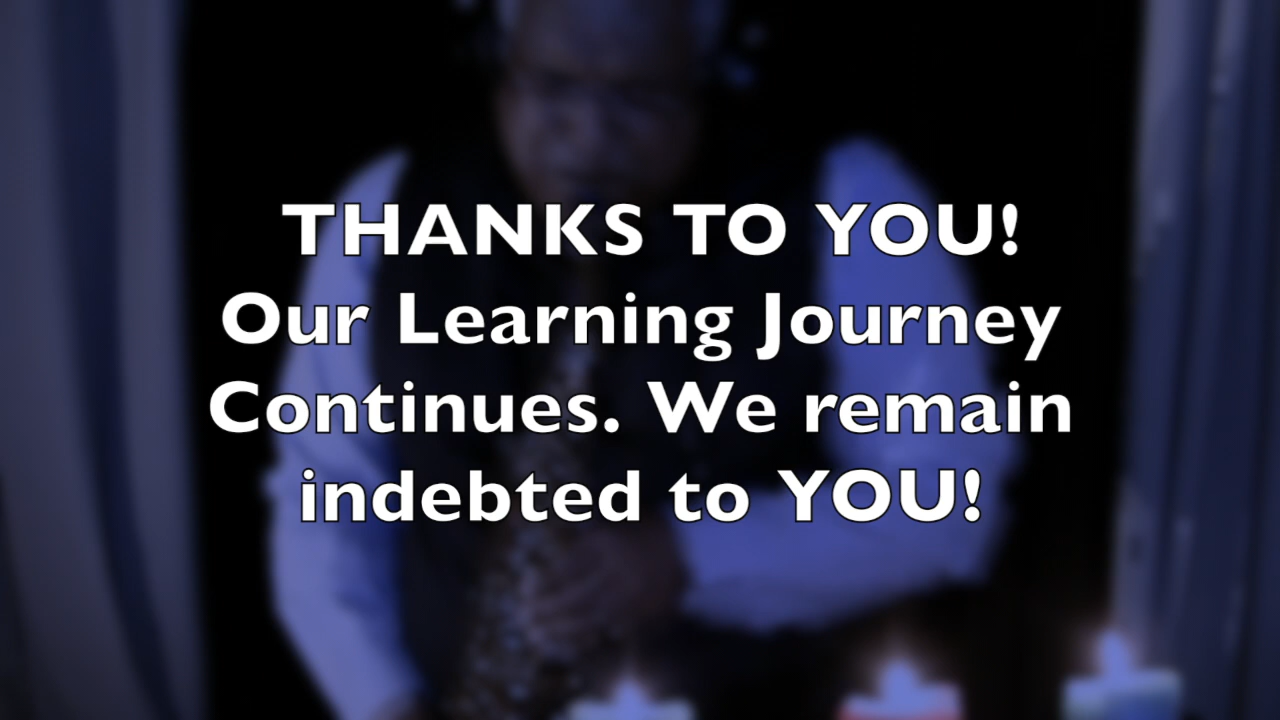 THANKS TO YOU!
Our Learning Journey
Continues. We remain
indebted to YOU!